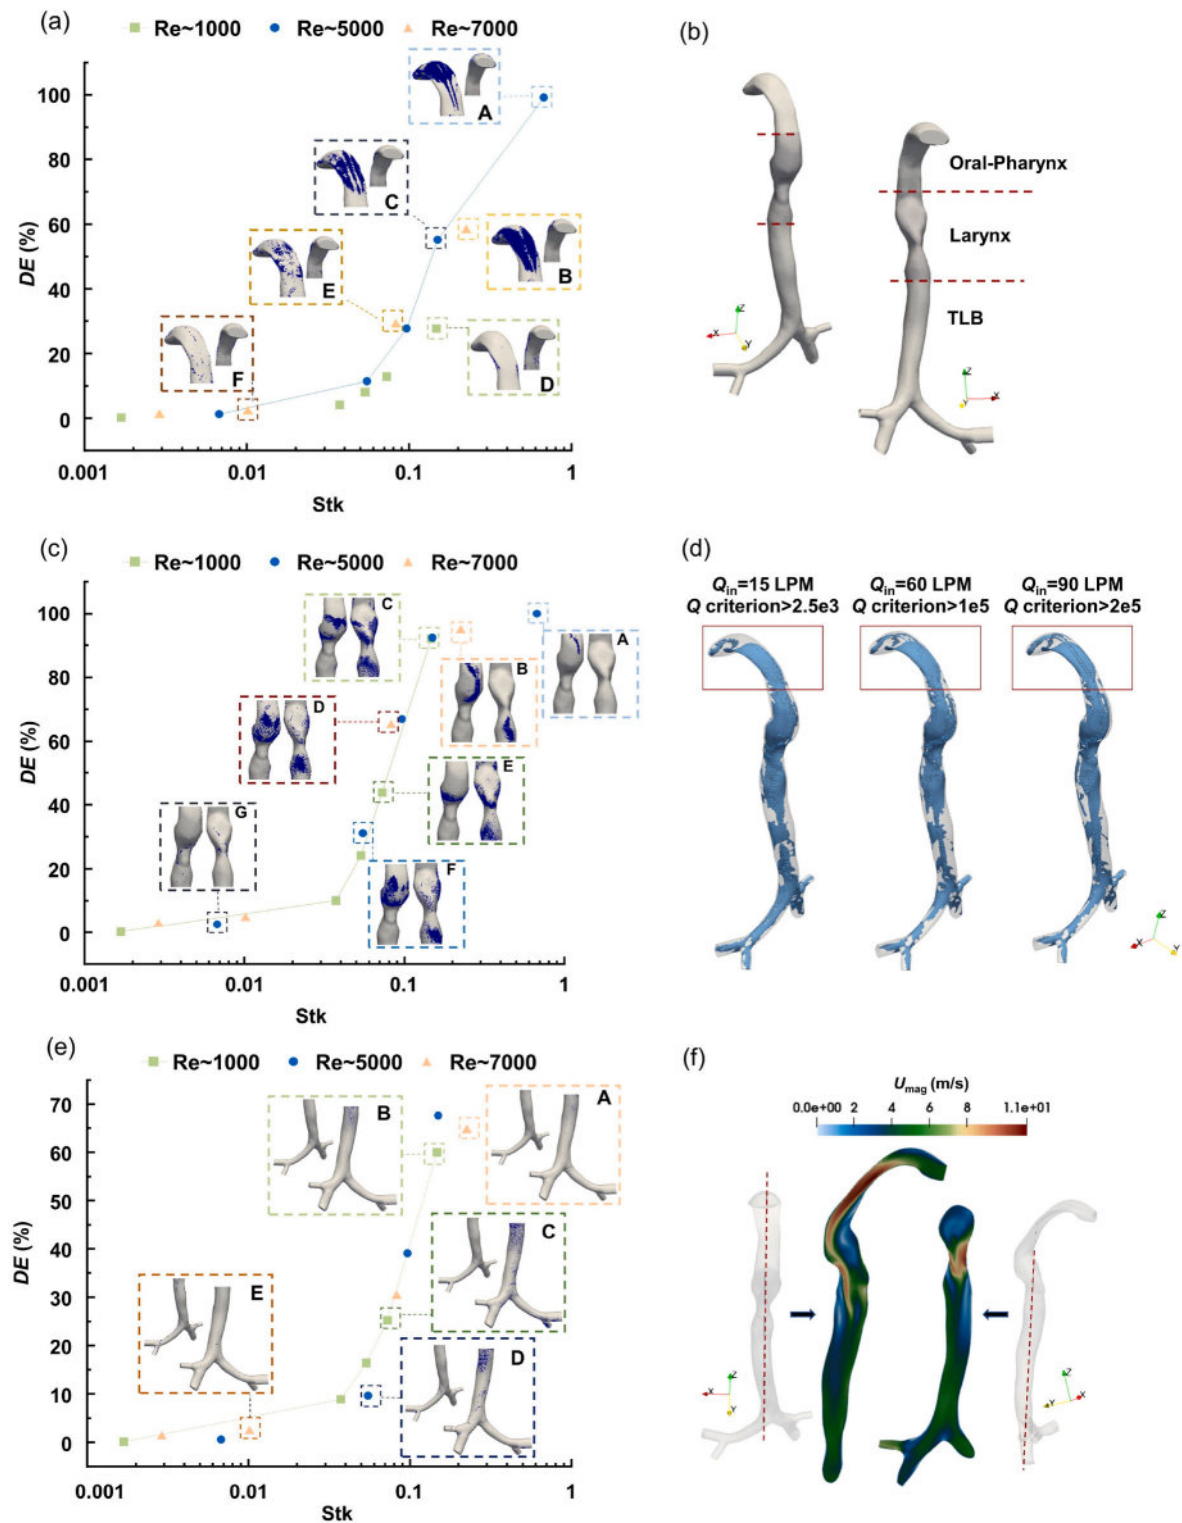 (a)
Re~1000 Re~5000 Re~7000
DE (%)
100
80
60
40
20
0
A
C
B
E
D
F
0.001 0.01 0.1 1
Stk
(b)
Oral-Pharynx
Larynx
TLB
X Z Y
Z Y X
(c)
Re~1000 Re~5000 Re~7000
DE (%)
100
80
60
40
20
0
C
A
B
D
E
G
F
0.001 0.01 0.1 1
Stk
(d)
Qin=15 LPM Qin=60 LPM Qin=90 LPM
Q criterion>2.5e3 Q criterion>1e5 Q criterion>2e5
Z X Y
(e)
Re~1000 Re~5000 Re~7000
DE (%)
70
60
50
40
30
20
10
0
B
A
C
E
D
0.001 0.01 0.1 1
Stk
(f)
Umag (m/s)
0.0e+00 2 4 6 8 1.1e+01
X Z Y
Z Y X